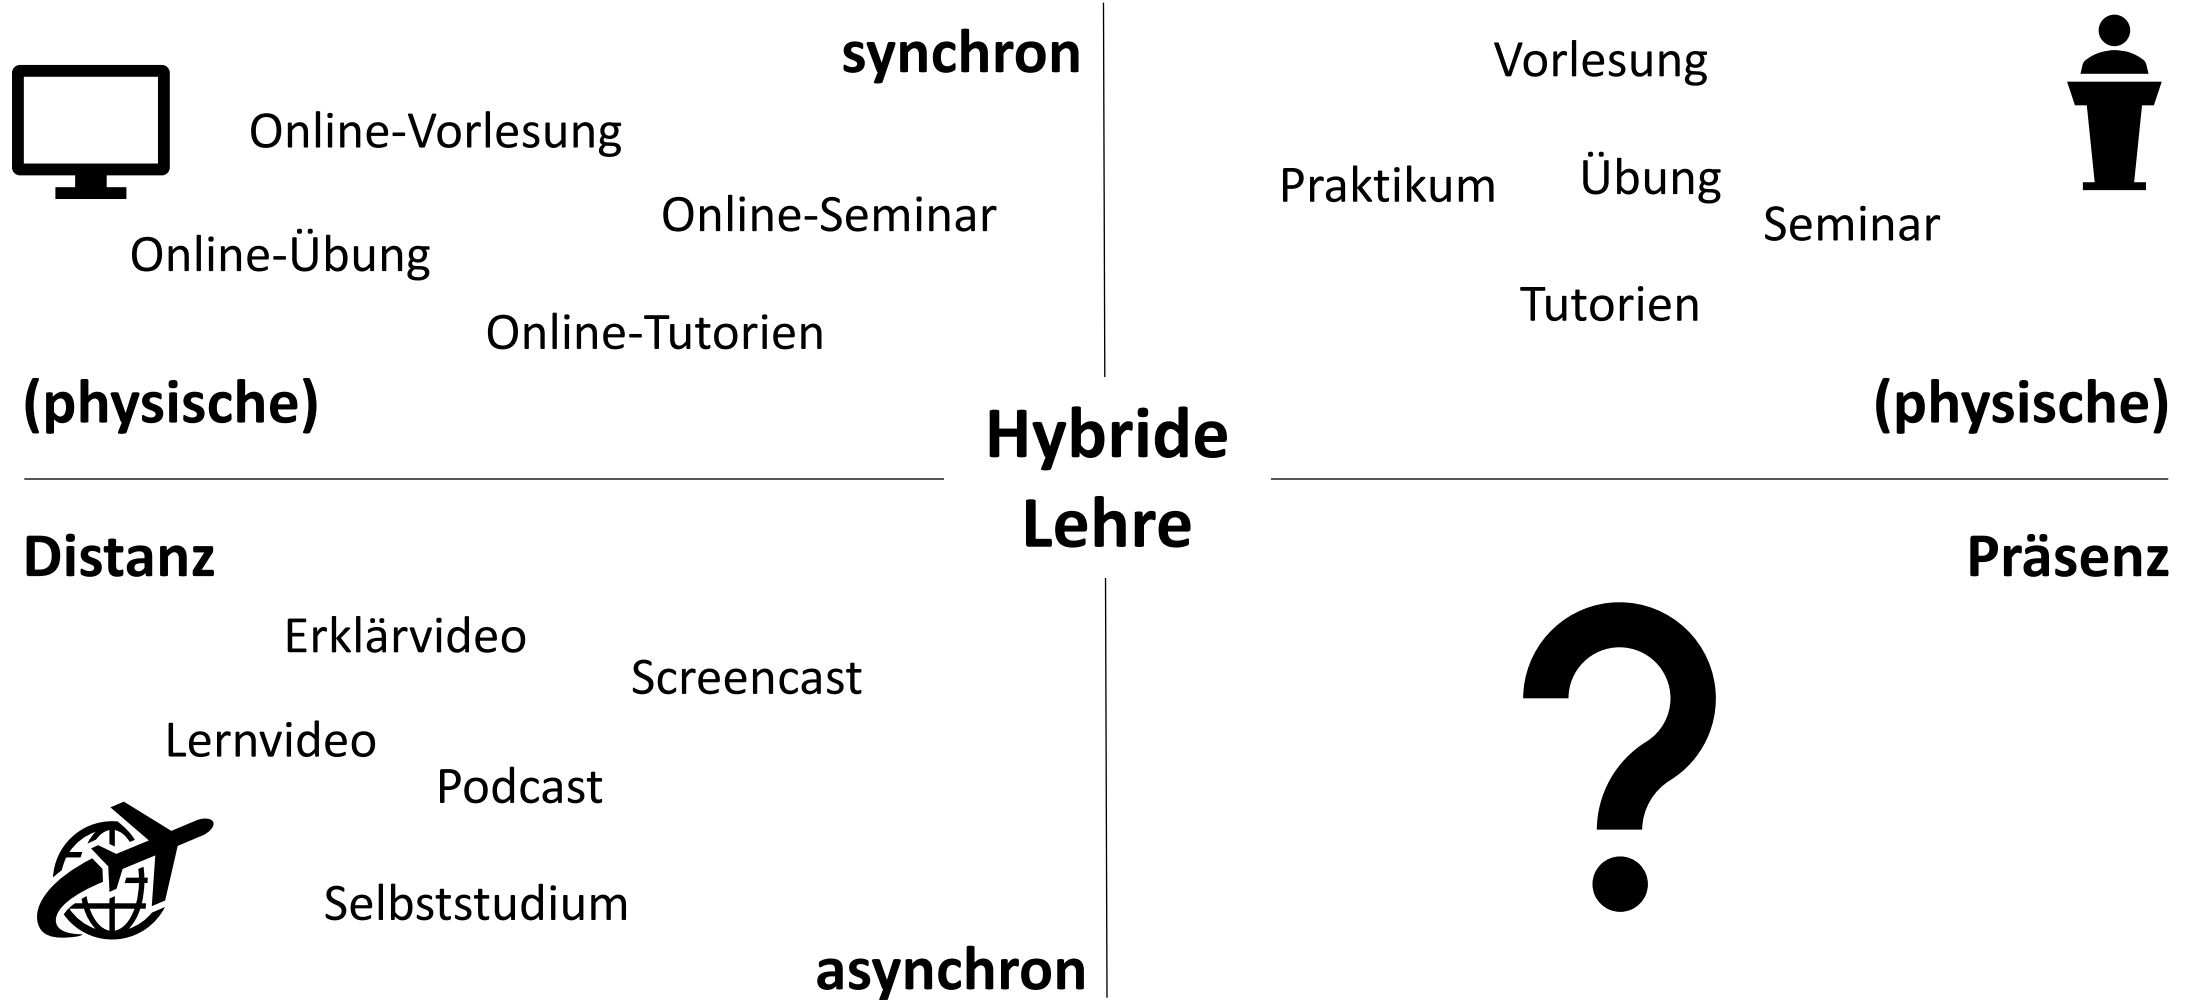 synchron
Online-Vorlesung
Online-Seminar
Online-Übung
Online-Tutorien
Vorlesung
Praktikum
Übung
Seminar
Tutorien
(physische)
Hybride
Lehre
(physische)
Distanz
Präsenz
Erklärvideo
Screencast
Lernvideo
Podcast
Selbststudium
asynchron
?